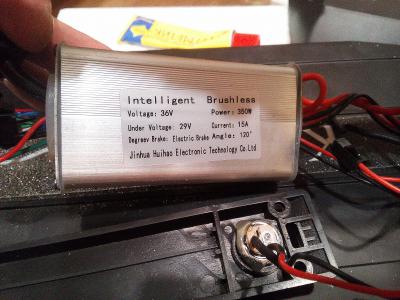 Intelligent Brushless
Voltage: 36V Power: 350W
Under Voltage: 29V Current: 15A
Degreev Brake: Electric Brake Angle: 120°
Jinhua Huihao Electronic Technology Co.Ltd